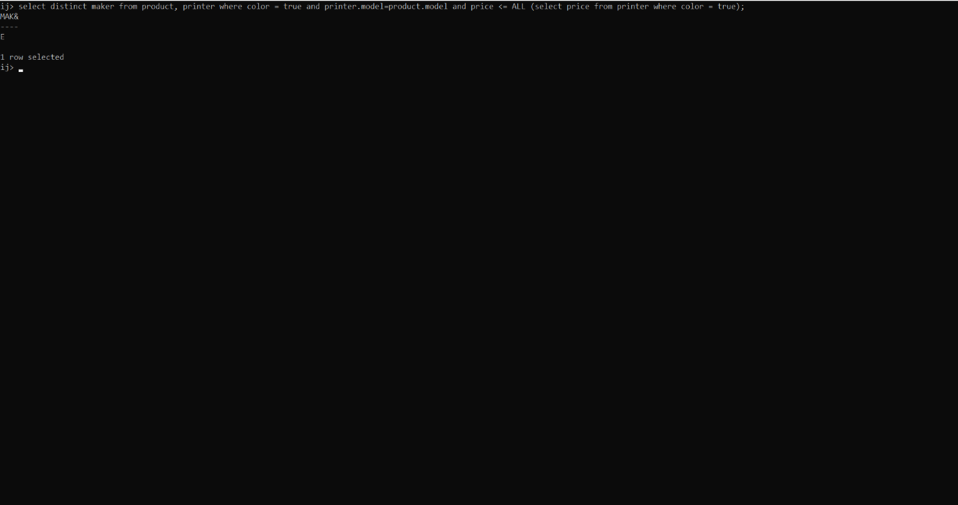 ij> select distinct maker from product, printer where color = true and printer.model=product.model and price <= ALL (select price from printer where color = true);
MAK&
----
E
1 row selected
ij>